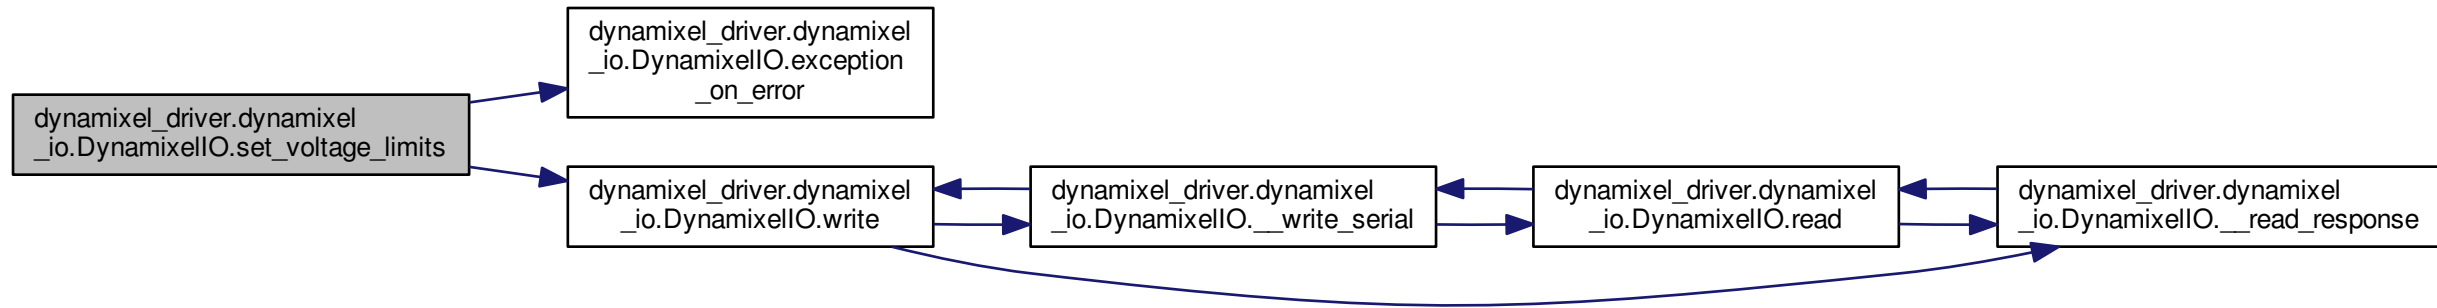 dynamixel_driver.dynamixel
_io.DynamixelIO.exception
_on_error
dynamixel_driver.dynamixel
_io.DynamixelIO.set_voltage_limits
dynamixel_driver.dynamixel
_io.DynamixelIO.write
dynamixel_driver.dynamixel
_io.DynamixelIO.__write_serial
dynamixel_driver.dynamixel
_io.DynamixelIO.read
dynamixel_driver.dynamixel
_io.DynamixelIO.__read_response